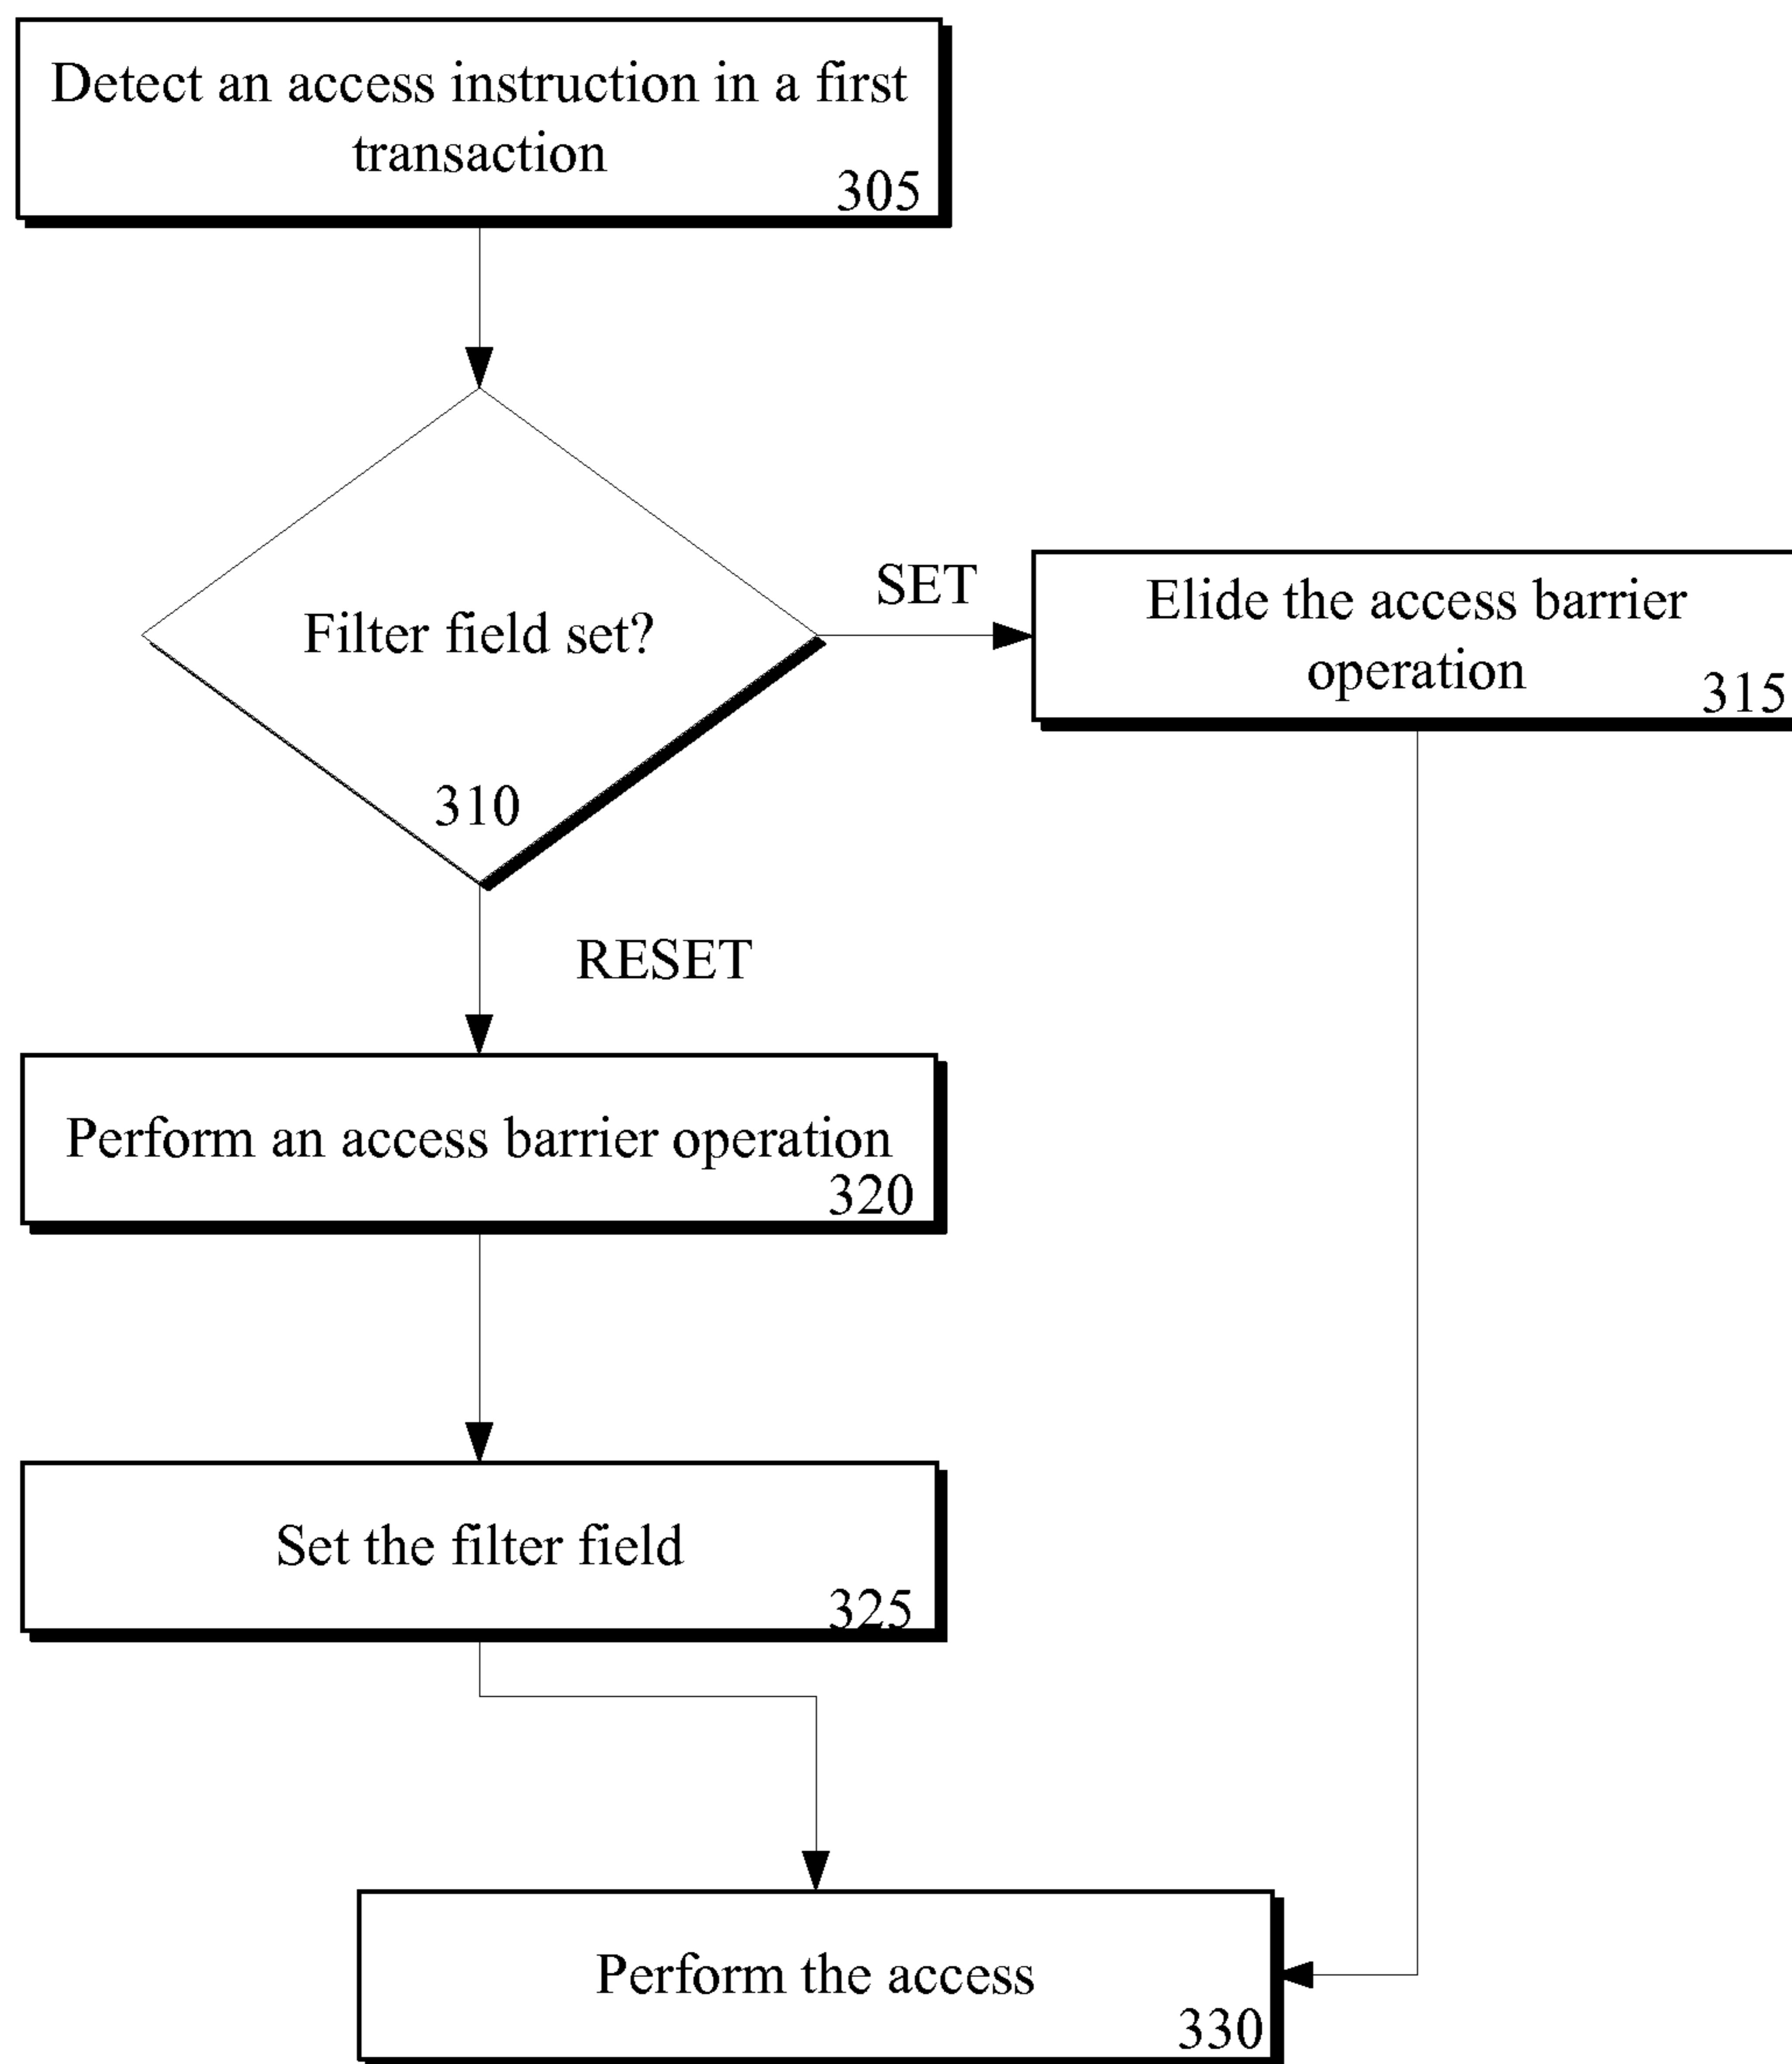 Detect an access instruction in a first
transaction
305
Filter field set?
310
SET
Elide the access barrier
operation
315
RESET
Perform an access barrier operation
320
Set the filter field
325
Perform the access
330